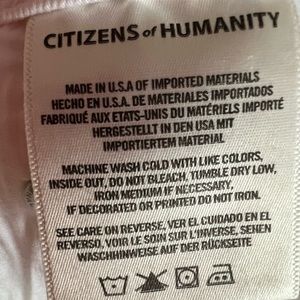 CITIZENS of HUMANITY
MADE IN U.S.A OF IMPORTED MATERIALS
HECHO EN U.S.A. DE MATERIALES IMPORTADOS
FABRIQUÉ AUX ETATS-UNIS DU MATÉRIELS IMPORTÉ
HERGESTELLT IN DEN USA MIT
IMPORTIERTEM MATERIAL
MACHINE WASH COLD WITH LIKE COLORS,
INSIDE OUT, DO NOT BLEACH, TUMBLE DRY LOW,
IRON MEDIUM IF NECESSARY,
IF DECORATED OR PRINTED DO NOT IRON.
SEE CARE ON REVERSE, VER EL CUIDADO EN EL
REVERSO, VOIR LE SOIN SUR L'INVERSE, SEHEN
WASCHHINWEISE AUF DER RÜCKSEITE